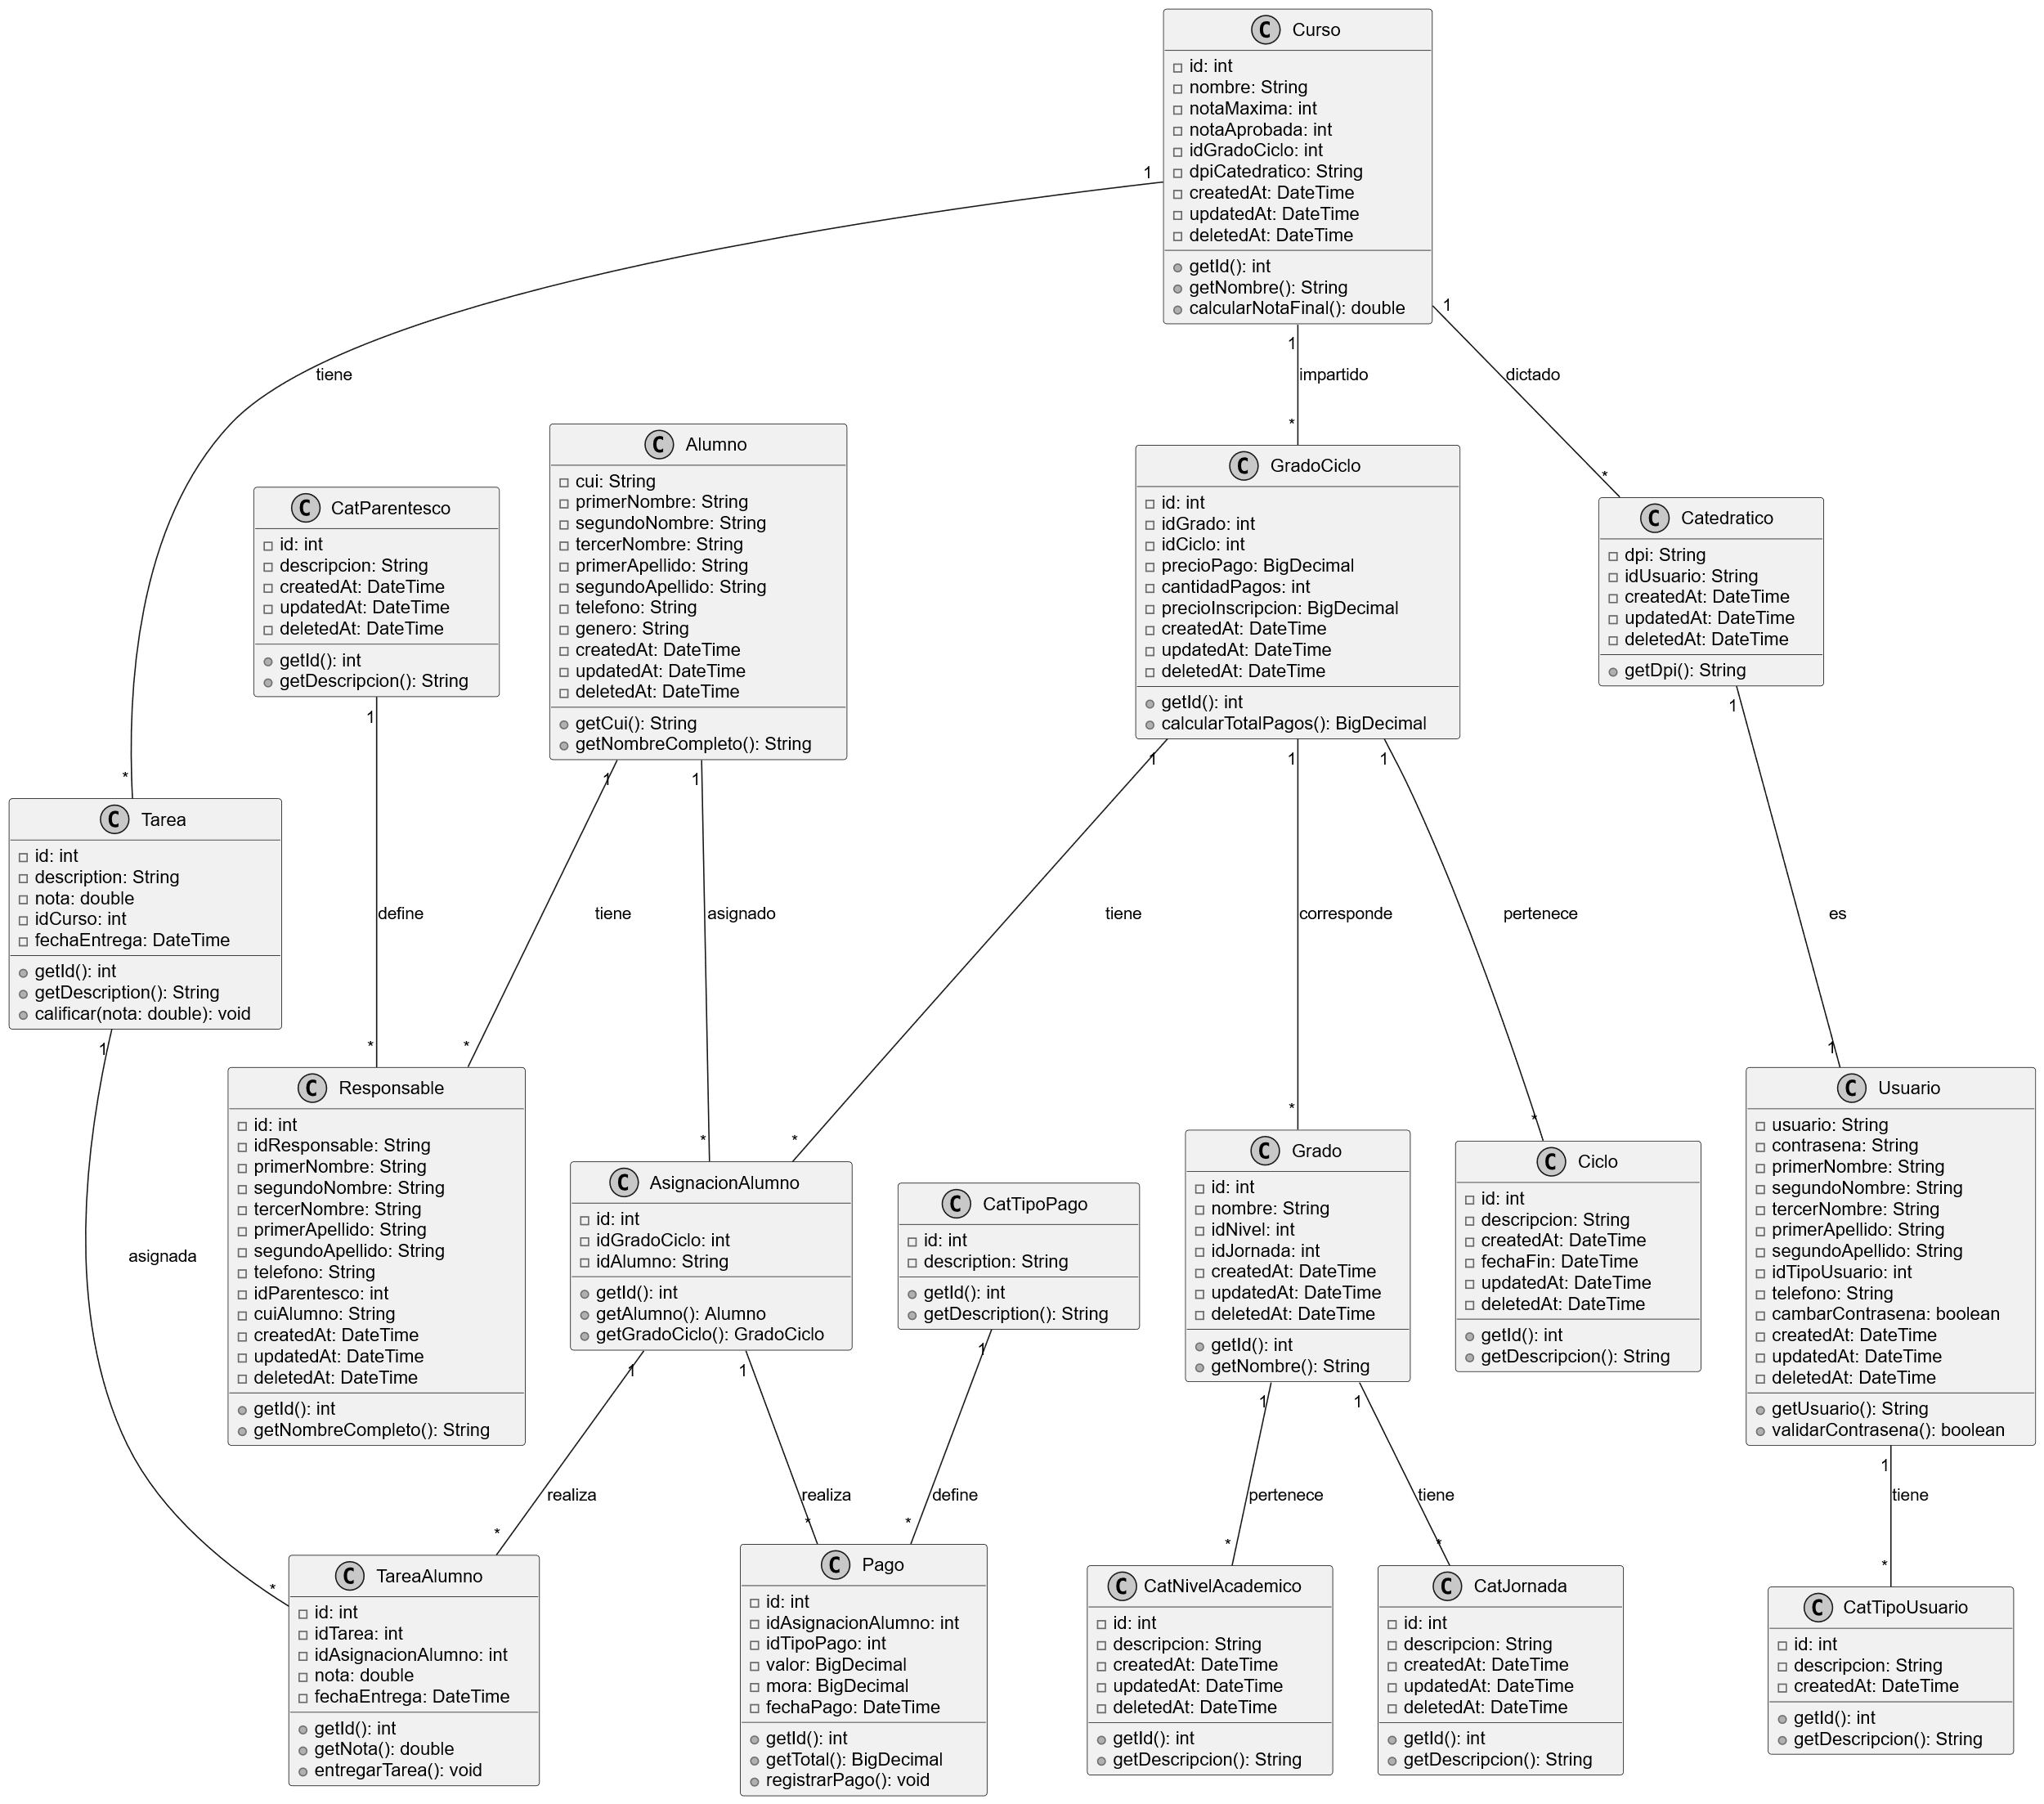 C Curso
id: int
nombre: String
notaMaxima: int
notaAprobada: int
idGradoCiclo: int
dpiCatedratico: String
createdAt: DateTime
updatedAt: DateTime
deletedAt: DateTime
getId(): int
getNombre(): String
calcularNotaFinal(): double
1
1
1
tiene
impartido
dictado
*
*
*
C Alumno
cui: String
primerNombre: String
segundoNombre: String
tercerNombre: String
primerApellido: String
segundoApellido: String
telefono: String
genero: String
createdAt: DateTime
updatedAt: DateTime
deletedAt: DateTime
getCui(): String
getNombreCompleto(): String
C GradoCiclo
id: int
idGrado: int
idCiclo: int
precioPago: BigDecimal
cantidadPagos: int
precioInscripcion: BigDecimal
createdAt: DateTime
updatedAt: DateTime
deletedAt: DateTime
getId(): int
calcularTotalPagos(): BigDecimal
C CatParentesco
id: int
descripcion: String
createdAt: DateTime
updatedAt: DateTime
deletedAt: DateTime
getId(): int
getDescripcion(): String
C Catedratico
dpi: String
idUsuario: String
createdAt: DateTime
updatedAt: DateTime
deletedAt: DateTime
getDpi(): String
1
1
1
1
1
1
1
C Tarea
id: int
description: String
nota: double
idCurso: int
fechaEntrega: DateTime
getId(): int
getDescription(): String
calificar(nota: double): void
define
tiene
asignado
tiene
corresponde
pertenece
es
1
*
*
*
*
*
*
1
C Responsable
id: int
idResponsable: String
primerNombre: String
segundoNombre: String
tercerNombre: String
primerApellido: String
segundoApellido: String
telefono: String
idParentesco: int
cuiAlumno: String
createdAt: DateTime
updatedAt: DateTime
deletedAt: DateTime
getId(): int
getNombreCompleto(): String
C AsignacionAlumno
id: int
idGradoCiclo: int
idAlumno: String
getId(): int
getAlumno(): Alumno
getGradoCiclo(): GradoCiclo
C CatTipoPago
id: int
description: String
getId(): int
getDescription(): String
C Grado
id: int
nombre: String
idNivel: int
idJornada: int
createdAt: DateTime
updatedAt: DateTime
deletedAt: DateTime
getId(): int
getNombre(): String
C Ciclo
id: int
descripcion: String
createdAt: DateTime
fechaFin: DateTime
updatedAt: DateTime
deletedAt: DateTime
getId(): int
getDescripcion(): String
C Usuario
usuario: String
contrasena: String
primerNombre: String
segundoNombre: String
tercerNombre: String
primerApellido: String
segundoApellido: String
idTipoUsuario: int
telefono: String
cambarContrasena: boolean
createdAt: DateTime
updatedAt: DateTime
deletedAt: DateTime
getUsuario(): String
validarContrasena(): boolean
asignada
1
1
1
1
1
1
realiza
realiza
define
pertenece
tiene
tiene
*
*
*
*
*
*
*
C TareaAlumno
id: int
idTarea: int
idAsignacionAlumno: int
nota: double
fechaEntrega: DateTime
getId(): int
getNota(): double
entregarTarea(): void
C Pago
id: int
idAsignacionAlumno: int
idTipoPago: int
valor: BigDecimal
mora: BigDecimal
fechaPago: DateTime
getId(): int
getTotal(): BigDecimal
registrarPago(): void
C CatNivelAcademico
id: int
descripcion: String
createdAt: DateTime
updatedAt: DateTime
deletedAt: DateTime
getId(): int
getDescripcion(): String
C CatJornada
id: int
descripcion: String
createdAt: DateTime
updatedAt: DateTime
deletedAt: DateTime
getId(): int
getDescripcion(): String
C CatTipoUsuario
id: int
descripcion: String
createdAt: DateTime
getId(): int
getDescripcion(): String